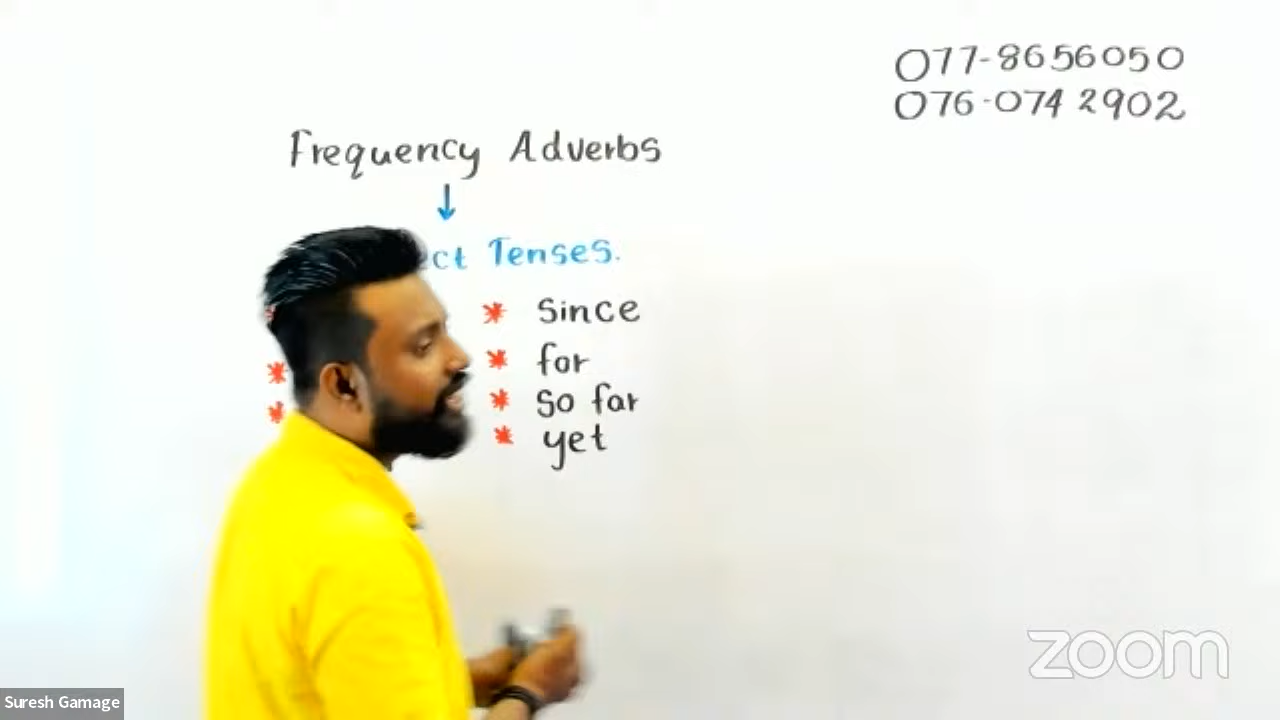 077-8656050
076-074 2902
Frequency Adverbs
Tenses.
* Since
* for
* So far
* yet
zoom
Suresh Gamage